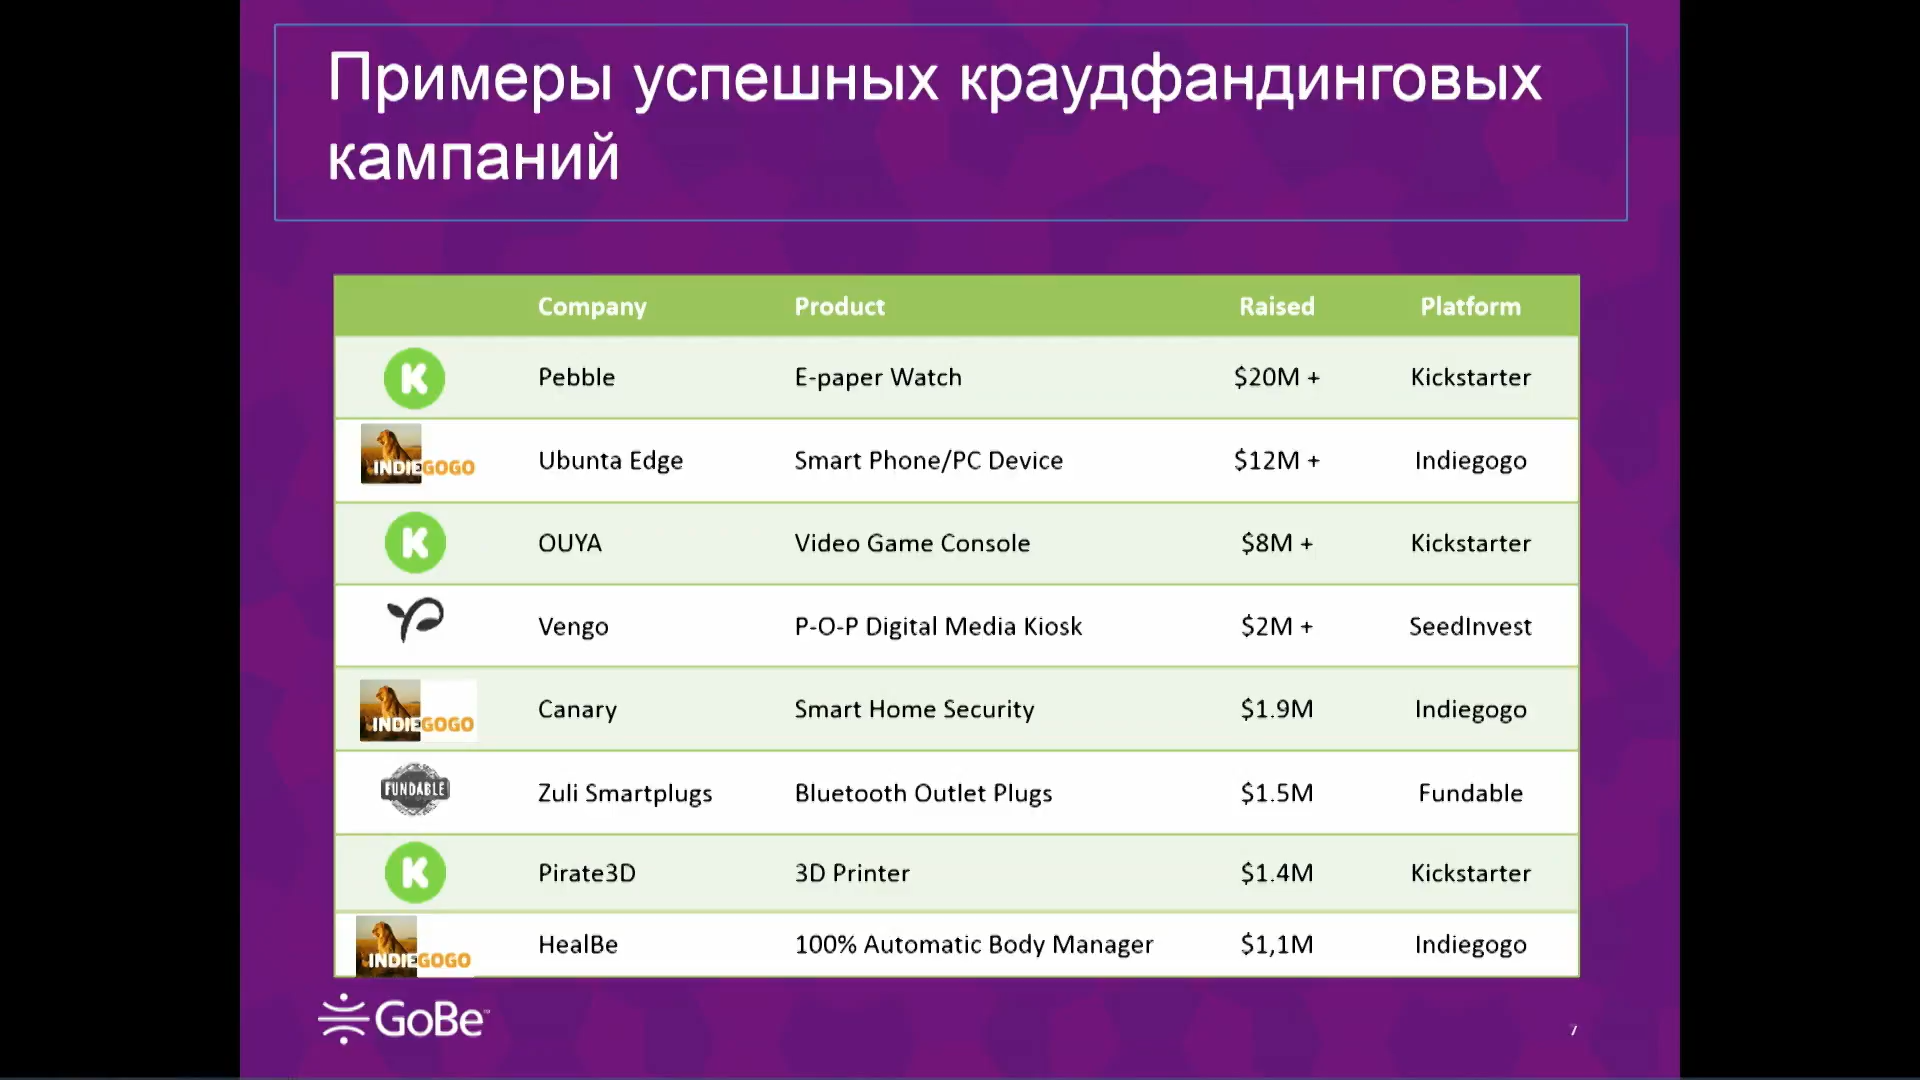 Примеры успешных краудфандинговых
кампаний
Company Product Raised Platform
K Pebble E-paper Watch $20M + Kickstarter
INDIEGOGO Ubunta Edge Smart Phone/PC Device $12M + Indiegogo
K OUYA Video Game Console $8M + Kickstarter
Vengo P-O-P Digital Media Kiosk $2M + SeedInvest
INDIEGOGO Canary Smart Home Security $1.9M Indiegogo
FUNDABLE Zuli Smartplugs Bluetooth Outlet Plugs $1.5M Fundable
K Pirate3D 3D Printer $1.4M Kickstarter
INDIEGOGO HealBe 100% Automatic Body Manager $1,1M Indiegogo
GoBe™ 7